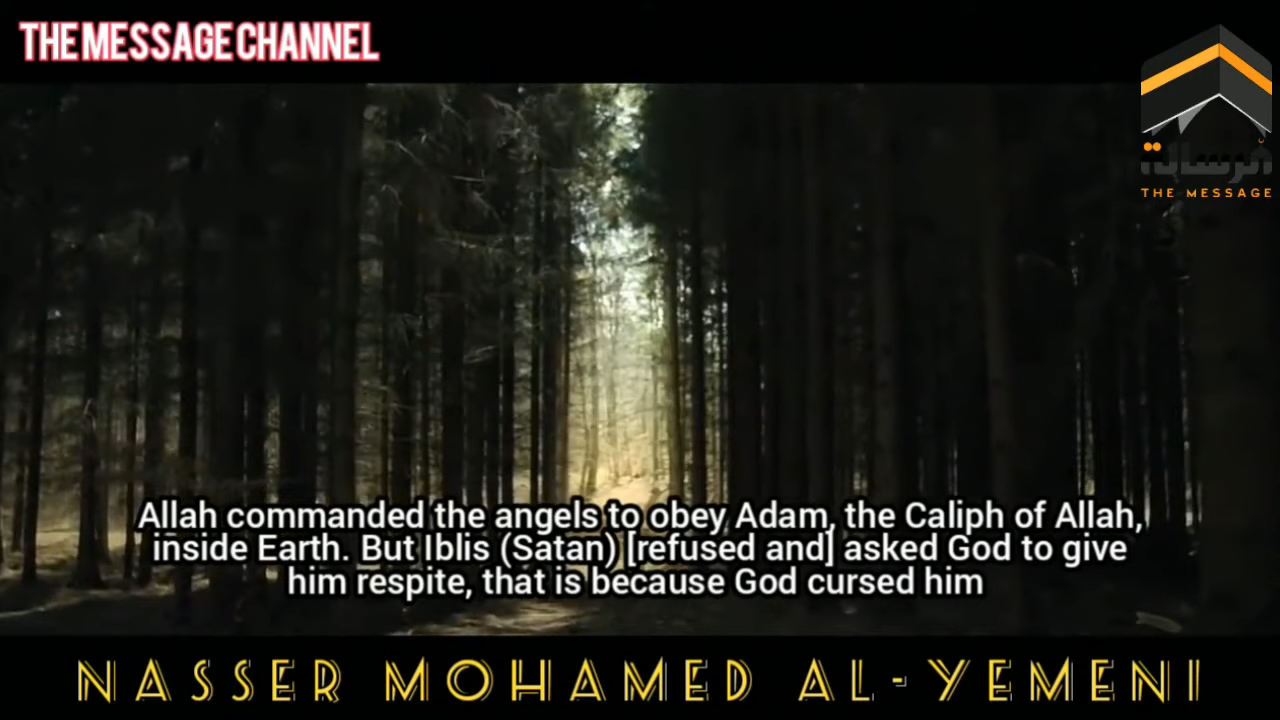 THE MESSAGE CHANNEL
الرسالة
THE MESSAGE
Allah commanded the angels to obey Adam, the Caliph of Allah,
inside Earth. But Iblis (Satan) [refused and] asked God to give
him respite, that is because God cursed him
NASSER MOHAMED AL-YEMENI